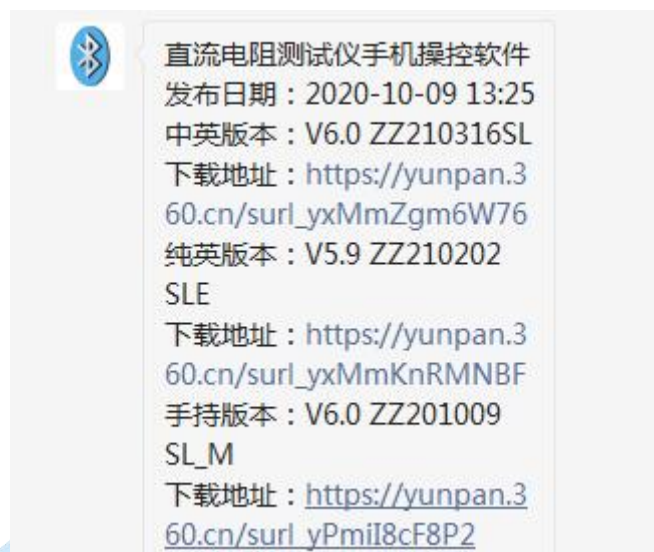 直流电阻测试仪手机操控软件
发布日期：2020-10-09 13:25
中英版本：V6.0 ZZ210316SL
下载地址：https://yunpan.3
60.cn/surl_yxMmZgm6W76
纯英版本：V5.9 ZZ210202
SLE
下载地址：https://yunpan.3
60.cn/surl_yxMmKnRMNBF
手持版本：V6.0 ZZ201009
SL_M
下载地址：https://yunpan.3
60.cn/surl_yPmiI8cF8P2